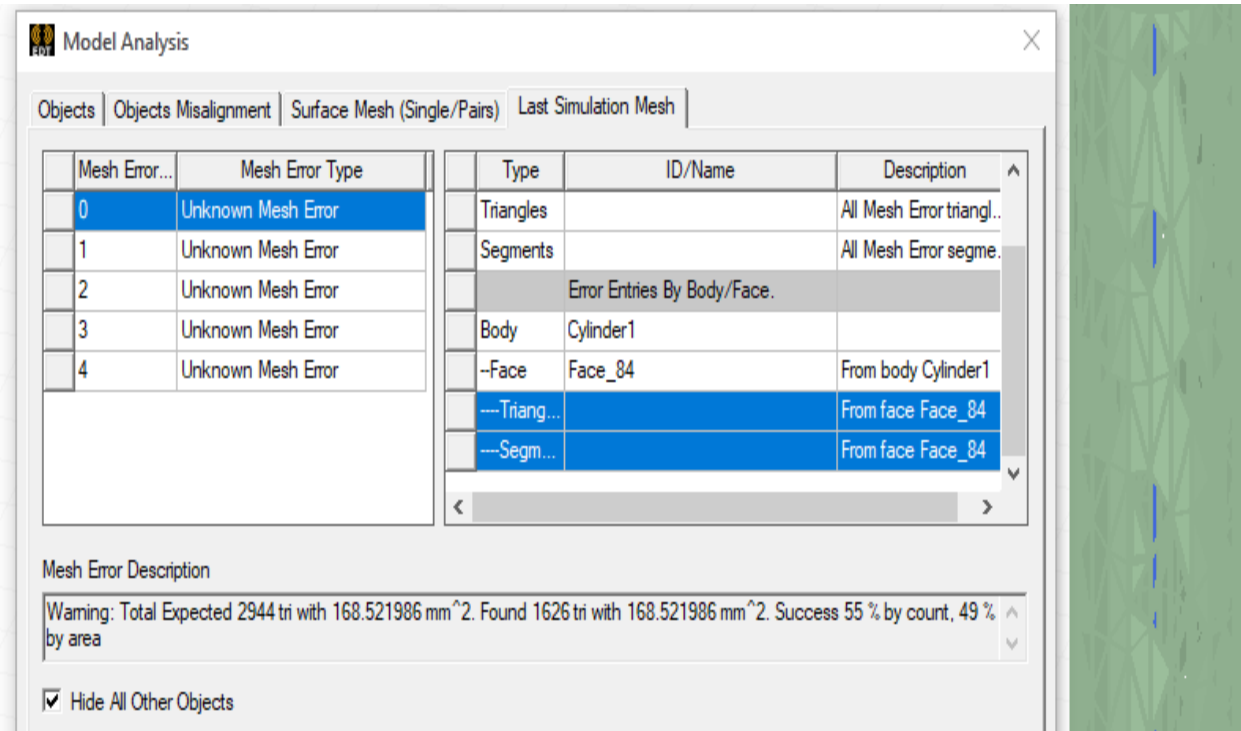 EDT Model Analysis
Objects Objects Misalignment Surface Mesh (Single/Pairs) Last Simulation Mesh
Mesh Error... Mesh Error Type
0 Unknown Mesh Error
1 Unknown Mesh Error
2 Unknown Mesh Error
3 Unknown Mesh Error
4 Unknown Mesh Error
Type ID/Name Description
Triangles All Mesh Error triangl..
Segments All Mesh Error segme.
Error Entries By Body/Face.
Body Cylinder1
--Face Face_84 From body Cylinder1
----Triang... From face Face_84
----Segm... From face Face_84
Mesh Error Description
Warning: Total Expected 2944 tri with 168.521986 mm^2. Found 1626 tri with 168.521986 mm^2. Success 55 % by count, 49 %
by area
Hide All Other Objects